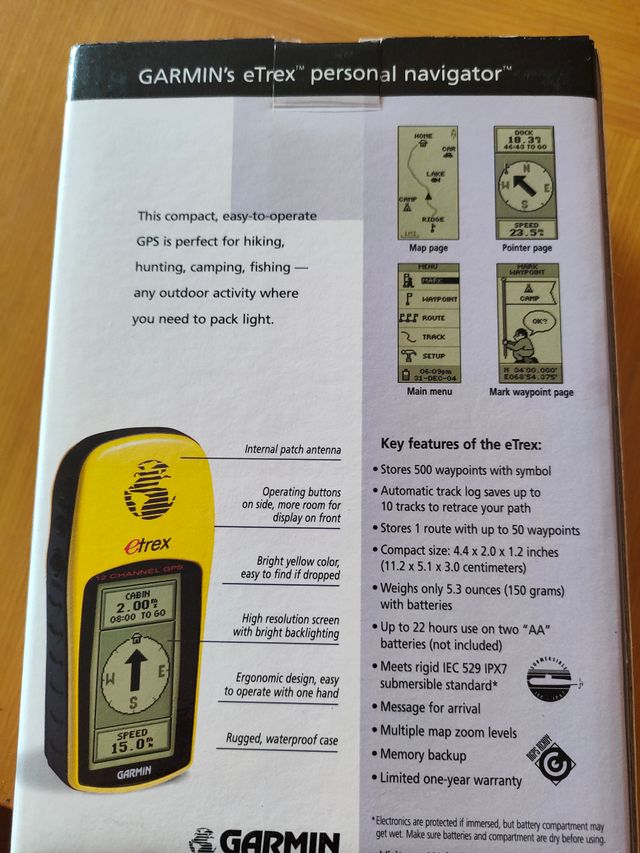 GARMIN's eTrex™ personal navigator™
This compact, easy-to-operate
GPS is perfect for hiking,
hunting, camping, fishing —
any outdoor activity where
you need to pack light.
HOME
CAR
LAKE
CAMP
RIDGE
Map page
DOCK
18.3
46:43 TO GO
N
W E
S
SPEED
23.5
Pointer page
MENU
MARK
WAYPOINT
ROUTE
TRACK
SETUP
06:09pm
31-DEC-04
Main menu
MARK
WAYPOINT
CAMP
OK?
N 34°00.000'
E068°54.075'
Mark waypoint page
etrex
12 CHANNEL GPS
CABIN
2.00
08:00 TO GO
W E
S
SPEED
15.0
GARMIN
Internal patch antenna
Operating buttons
on side, more room for
display on front
Bright yellow color,
easy to find if dropped
High resolution screen
with bright backlighting
Ergonomic design, easy
to operate with one hand
Rugged, waterproof case
Key features of the eTrex:
• Stores 500 waypoints with symbol
• Automatic track log saves up to
10 tracks to retrace your path
• Stores 1 route with up to 50 waypoints
• Compact size: 4.4 x 2.0 x 1.2 inches
(11.2 x 5.1 x 3.0 centimeters)
• Weighs only 5.3 ounces (150 grams)
with batteries
• Up to 22 hours use on two "AA"
batteries (not included)
• Meets rigid IEC 529 IPX7
submersible standard*
• Message for arrival
• Multiple map zoom levels
• Memory backup
• Limited one-year warranty
SUBMERSIBLE
DGPS READY
*Electronics are protected if immersed, but battery compartment may
get wet. Make sure batteries and compartment are dry before using.
GARMIN